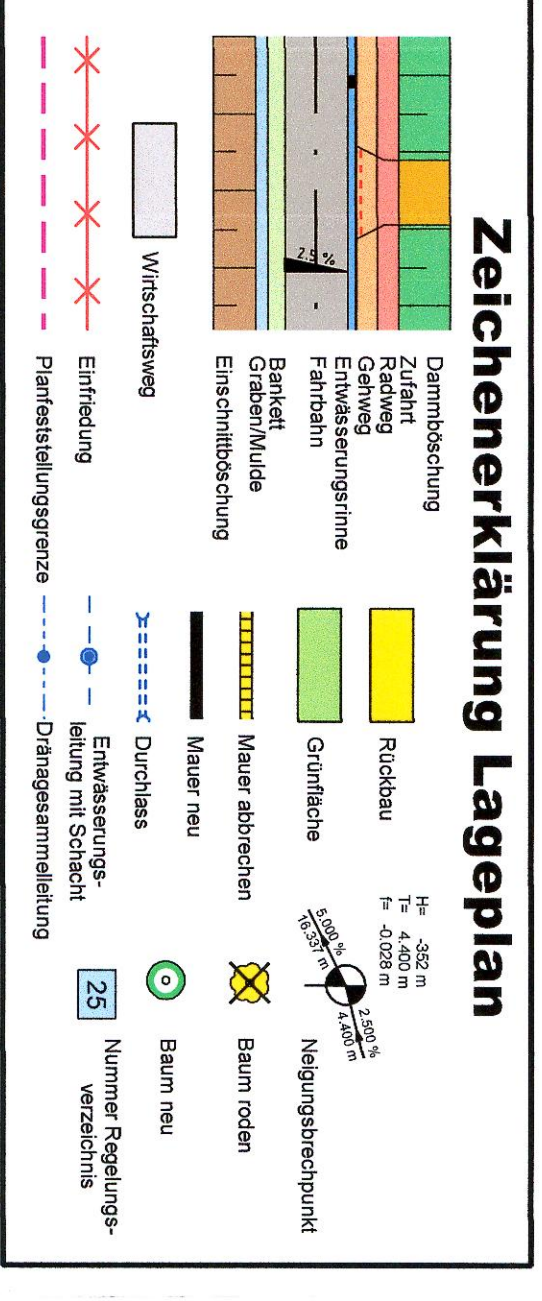 Zeichenerklärung Lageplan
Dammböschung
Zufahrt
Radweg
Gehweg
Entwässerungsrinne
Fahrbahn
Bankett
Graben/Mulde
Einschnittböschung
2.5 %
Wirtschaftsweg
Einfriedung
Planfeststellungsgrenze
Rückbau
Grünfläche
Mauer abbrechen
Mauer neu
Durchlass
Entwässerungs-
leitung mit Schacht
Dränagesammelleitung
H= -352 m
T= 4.400 m
f= -0.028 m
5.000 %
16.337 m
2.500 %
4.400 m
Neigungsbrechpunkt
Baum roden
Baum neu
25
Nummer Regelungs-
verzeichnis